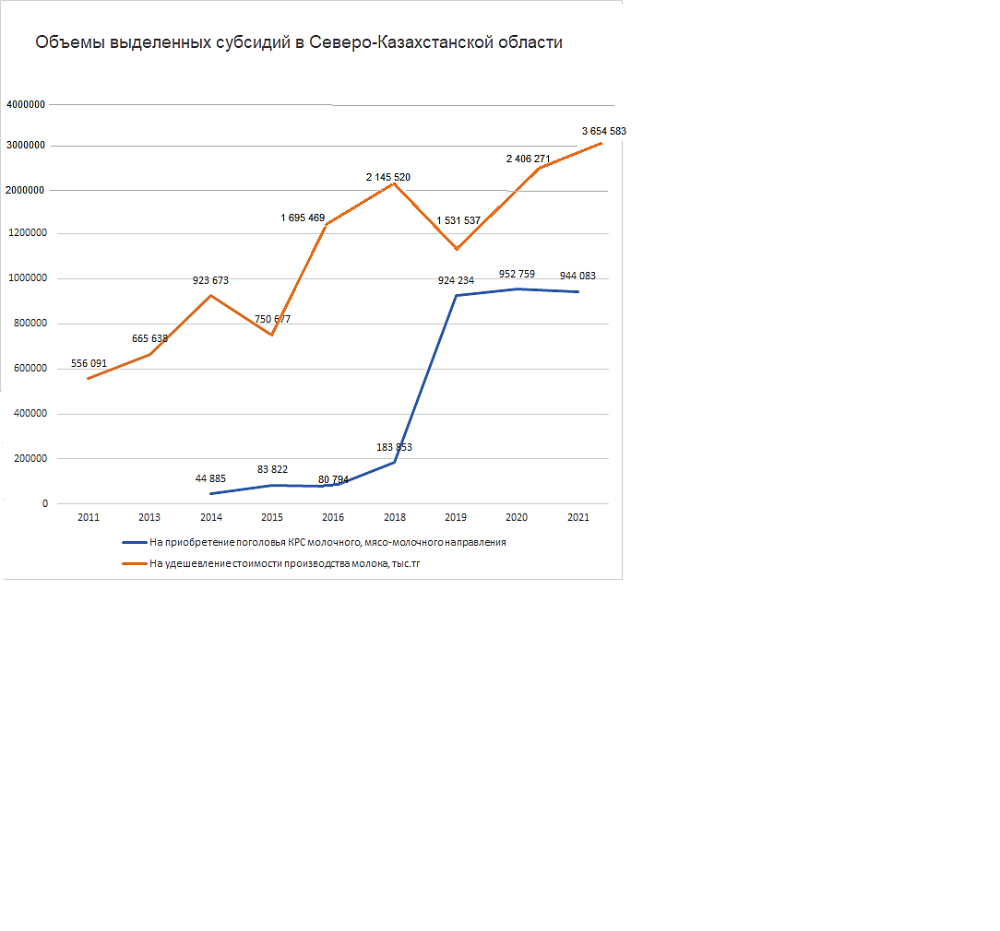 Объемы выделенных субсидий в Северо-Казахстанской области
4000000
3 654 583
3000000
2 406 271
2 145 520
2000000
1 695 469
1 531 537
1200000
1000000
923 673
924 234
952 759
944 083
800000
750 677
665 638
600000
556 091
400000
200000
183 853
83 822
44 885
80 794
0
2011 2013 2014 2015 2016 2018 2019 2020 2021
На приобретение поголовья КРС молочного, мясо-молочного направления
На удешевление стоимости производства молока, тыс.тг